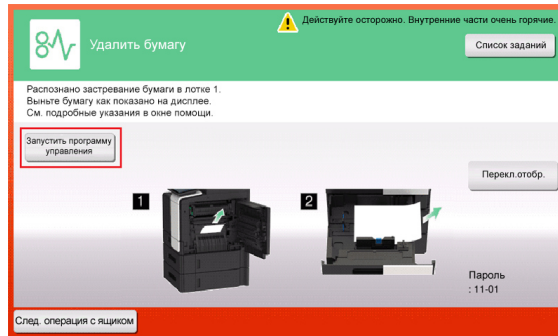 Действуйте осторожно. Внутренние части очень горячие.
Удалить бумагу
Список заданий
Распознано застревание бумаги в лотке 1.
Выньте бумагу как показано на дисплее.
См. подробные указания в окне помощи.
Запустить программу
управления
Перекл.отобр.
1
2
Пароль
: 11-01
След. операция с ящиком